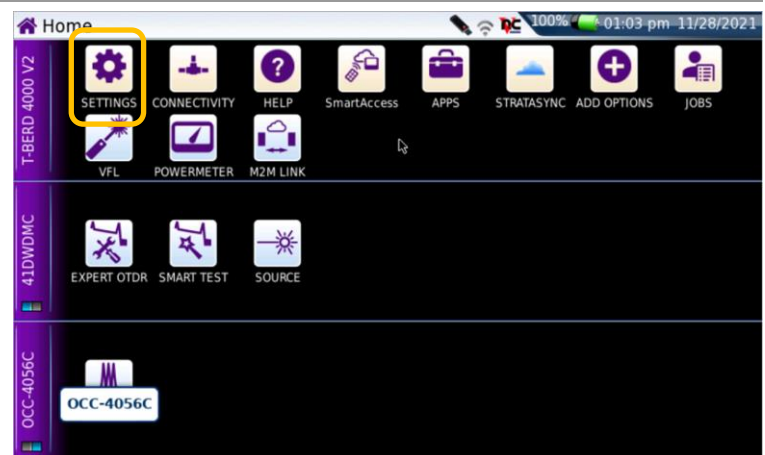 Home 100% 01:03 pm 11/28/2021
T-BERD 4000 V2
SETTINGS CONNECTIVITY HELP SmartAccess APPS STRATASYNC ADD OPTIONS JOBS
VFL POWERMETER M2M LINK
41DWDMC
EXPERT OTDR SMART TEST SOURCE
OCC-4056C
OCC-4056C